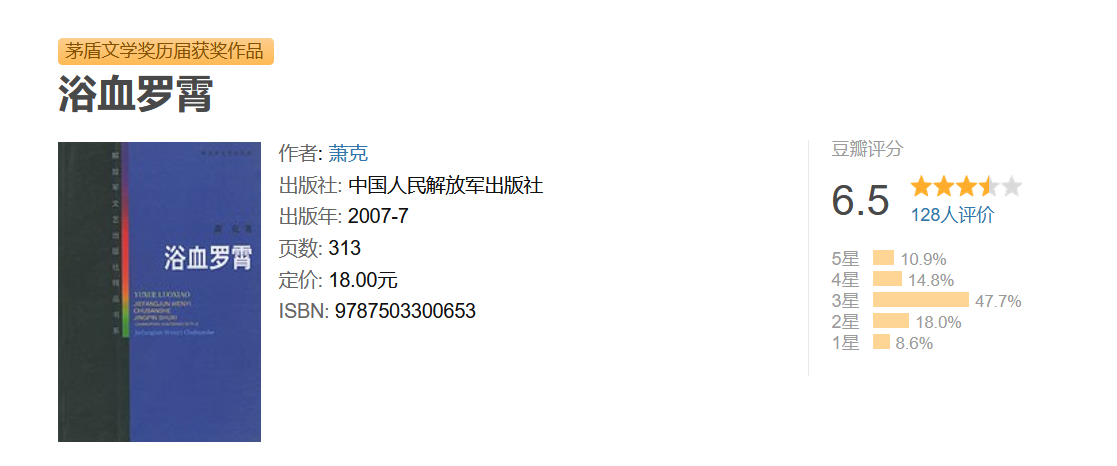 茅盾文学奖历届获奖作品
浴血罗霄
解放军文艺出版社精品书系
萧 克 著
浴血罗霄
YUXUE LUOXIAO
JIEFANGJUN WENYI
CHUBANSHE
JINGPIN SHUXI
Jiefangjun Wenyi Chubanshe
作者: 萧克
出版社: 中国人民解放军出版社
出版年: 2007-7
页数: 313
定价: 18.00元
ISBN: 9787503300653
豆瓣评分
6.5
128人评价
5星 10.9%
4星 14.8%
3星 47.7%
2星 18.0%
1星 8.6%